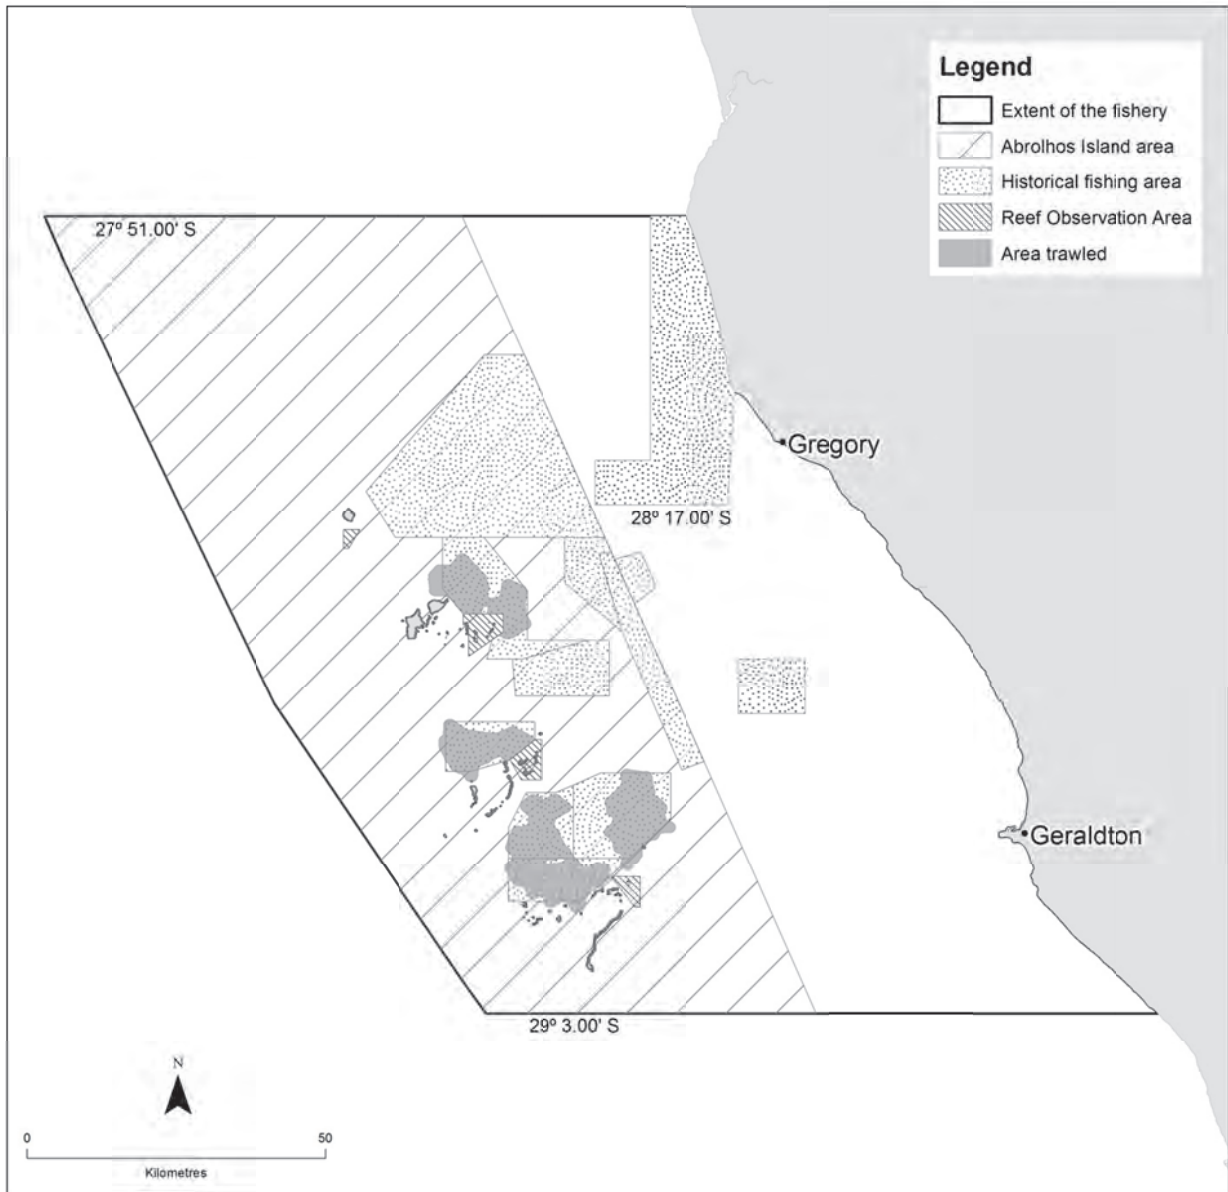 Legend
Extent of the fishery
Abrolhos Island area
Historical fishing area
Reef Observation Area
Area trawled
27º 51.00' S
Gregory
28º 17.00' S
Geraldton
29º 3.00' S
N
0 50
Kilometres